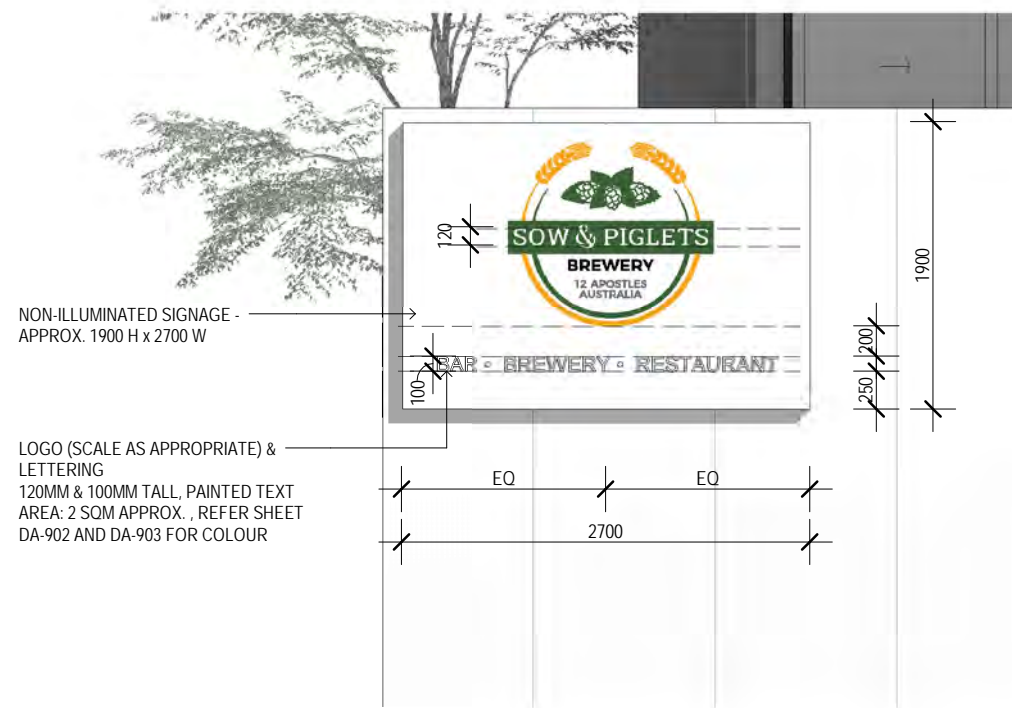 SOW & PIGLETS
BREWERY
12 APOSTLES
AUSTRALIA
120
1900
NON-ILLUMINATED SIGNAGE -
APPROX. 1900 H x 2700 W
200
BAR • BREWERY • RESTAURANT
100
250
LOGO (SCALE AS APPROPRIATE) &
LETTERING
120MM & 100MM TALL, PAINTED TEXT
AREA: 2 SQM APPROX. , REFER SHEET
DA-902 AND DA-903 FOR COLOUR
EQ
EQ
2700